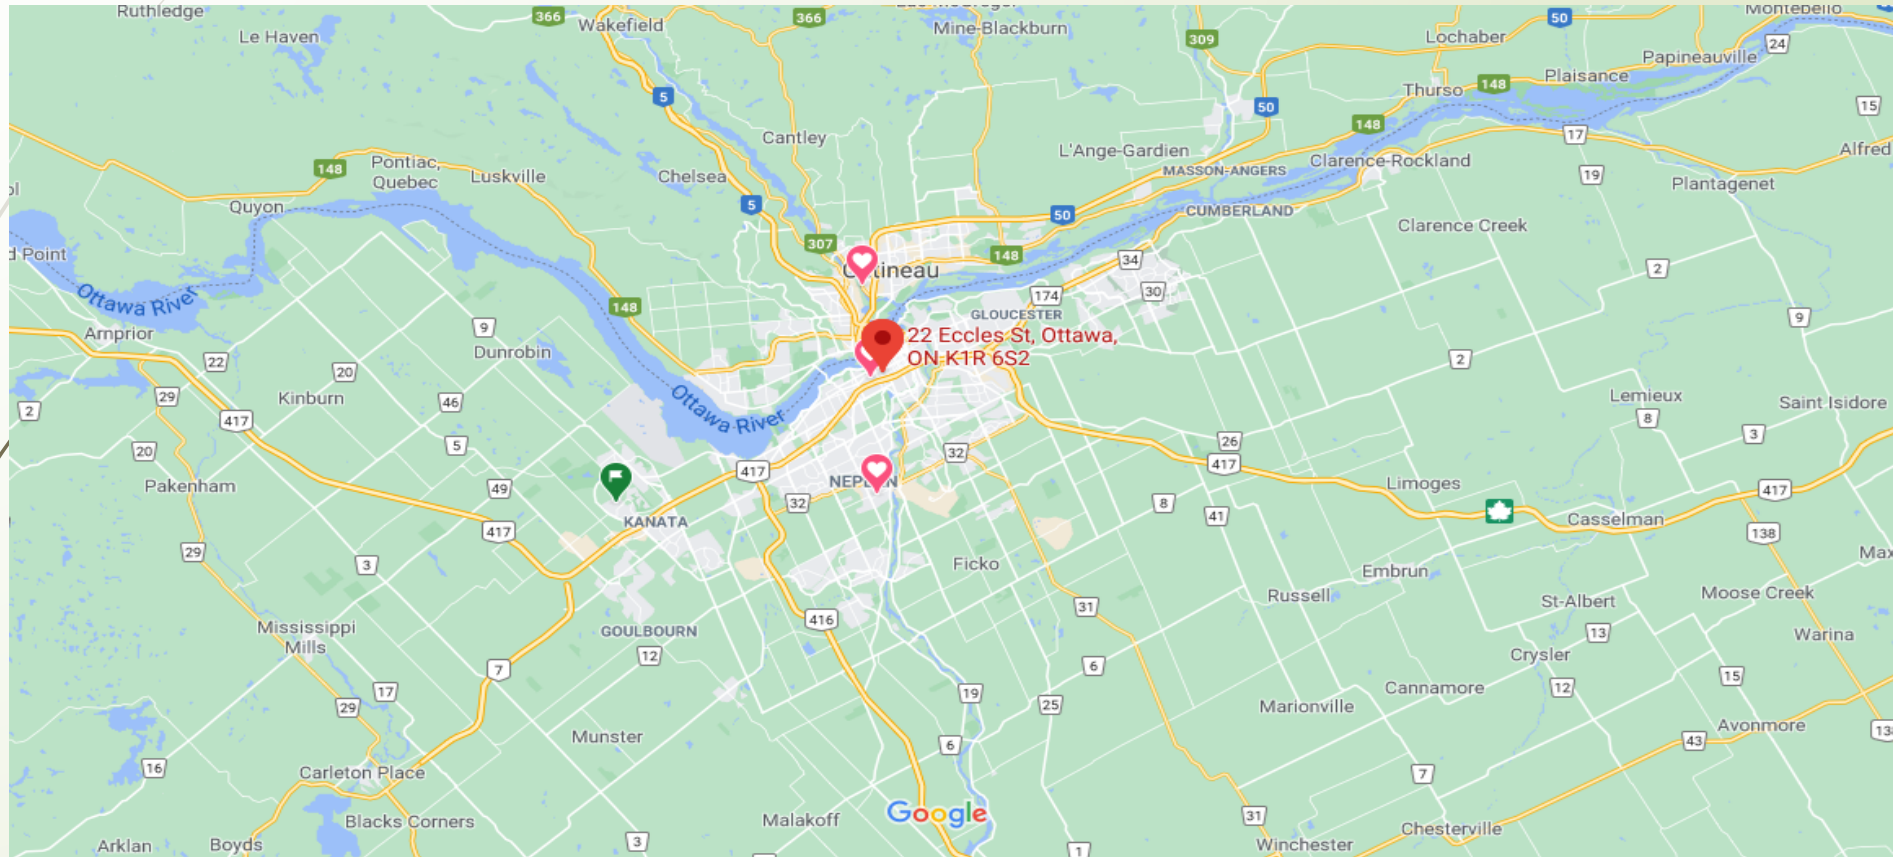 Ruthledge
366
366
Wakefield
Mine-Blackburn
309
50
Montebello
Le Haven
Lochaber
24
Papineauville
5
Plaisance
Thurso
148
50
15
148
17
Cantley
L'Ange-Gardien
Alfred
148
Pontiac,
Quebec
Luskville
Chelsea
MASSON-ANGERS
Clarence-Rockland
19
Plantagenet
Quyon
5
50
CUMBERLAND
Clarence Creek
307
148
34
d Point
2
Ottawa River
174
30
148
GLOUCESTER
9
9
Arnprior
22 Eccles St, Ottawa,
ON K1R 6S2
Dunrobin
22
20
2
29
Kinburn
46
Ottawa River
Lemieux
Saint Isidore
2
417
8
3
20
5
32
26
417
417
Pakenham
49
NEPEAN
32
8
Limoges
417
41
417
KANATA
Casselman
138
29
3
Ficko
Embrun
Russell
St-Albert
Moose Creek
31
Mississippi
Mills
GOULBOURN
416
13
Warina
12
7
6
Crysler
15
17
29
19
25
Cannamore
12
Marionville
Munster
6
43
Avonmore
16
Carleton Place
7
Google
31
Blacks Corners
Malakoff
Chesterville
Arklan
Boyds
3
1
Winchester